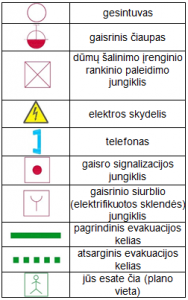 gesintuvas
gaisrinis čiaupas
dūmų šalinimo įrenginio
rankinio paleidimo
jungiklis
elektros skydelis
telefonas
gaisro signalizacijos
jungiklis
gaisrinio siurblio
(elektrifikuotos sklendės)
jungiklis
pagrindinis evakuacijos
kelias
atsarginis evakuacijos
kelias
jūs esate čia (plano
vieta)